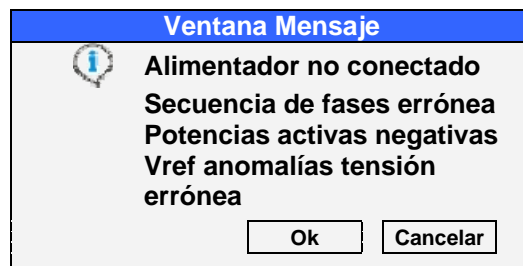 Ventana Mensaje
Alimentador no conectado
Secuencia de fases errónea
Potencias activas negativas
Vref anomalías tensión
errónea
Ok
Cancelar